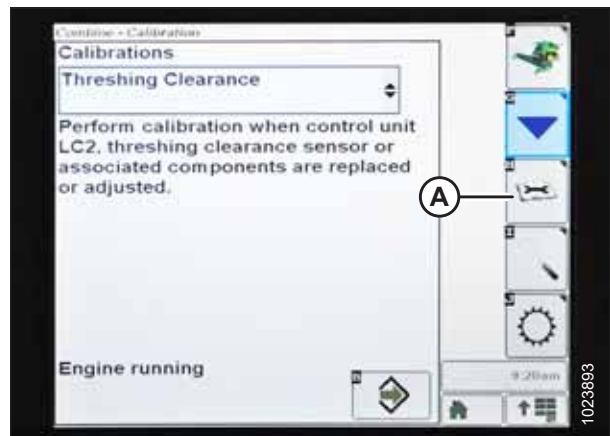 Combine - Calibration
Calibrations
Threshing Clearance
Perform calibration when control unit
LC2, threshing clearance sensor or
associated components are replaced
or adjusted.
A
Engine running
9:20am
1023893